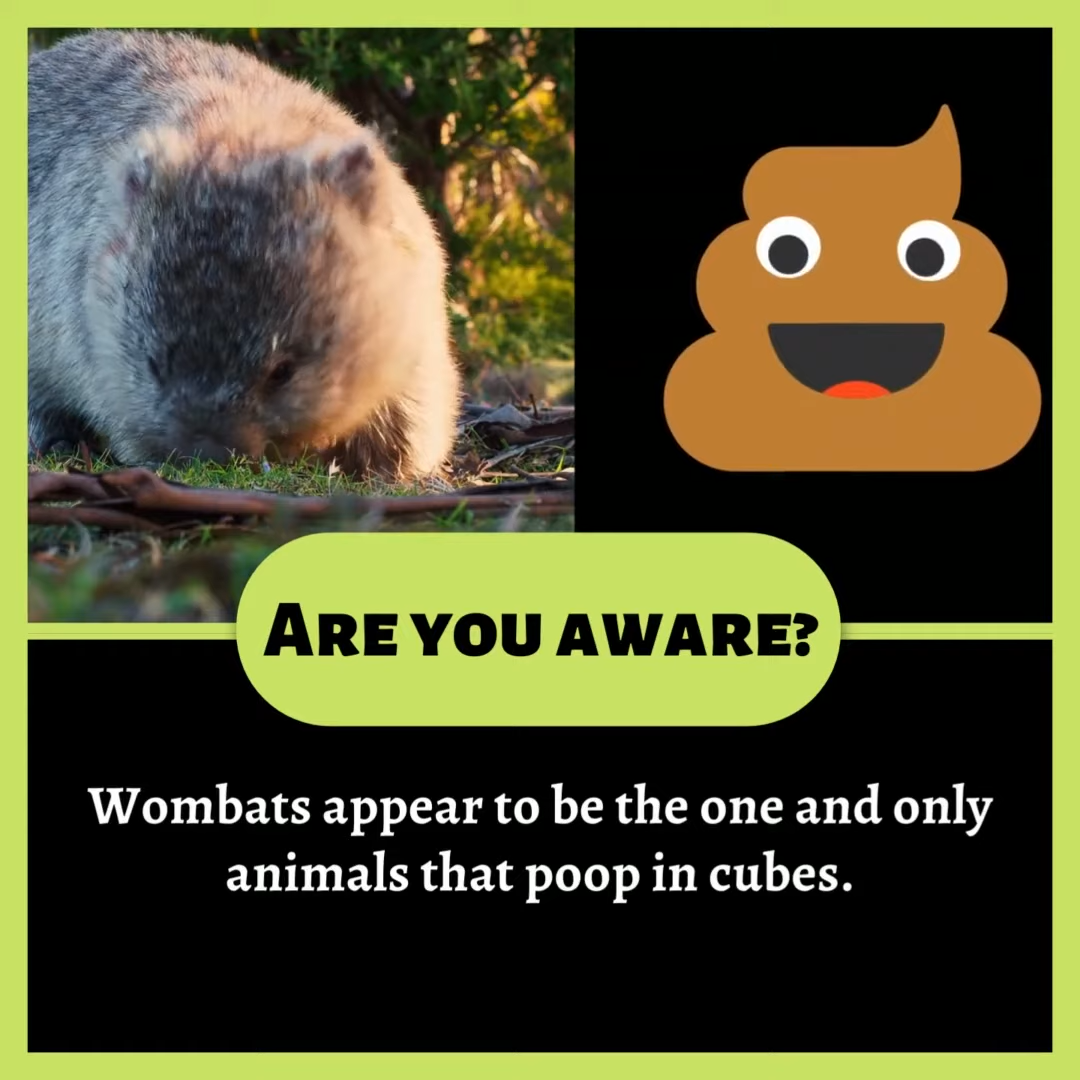 Are you aware?
Wombats appear to be the one and only
animals that poop in cubes.